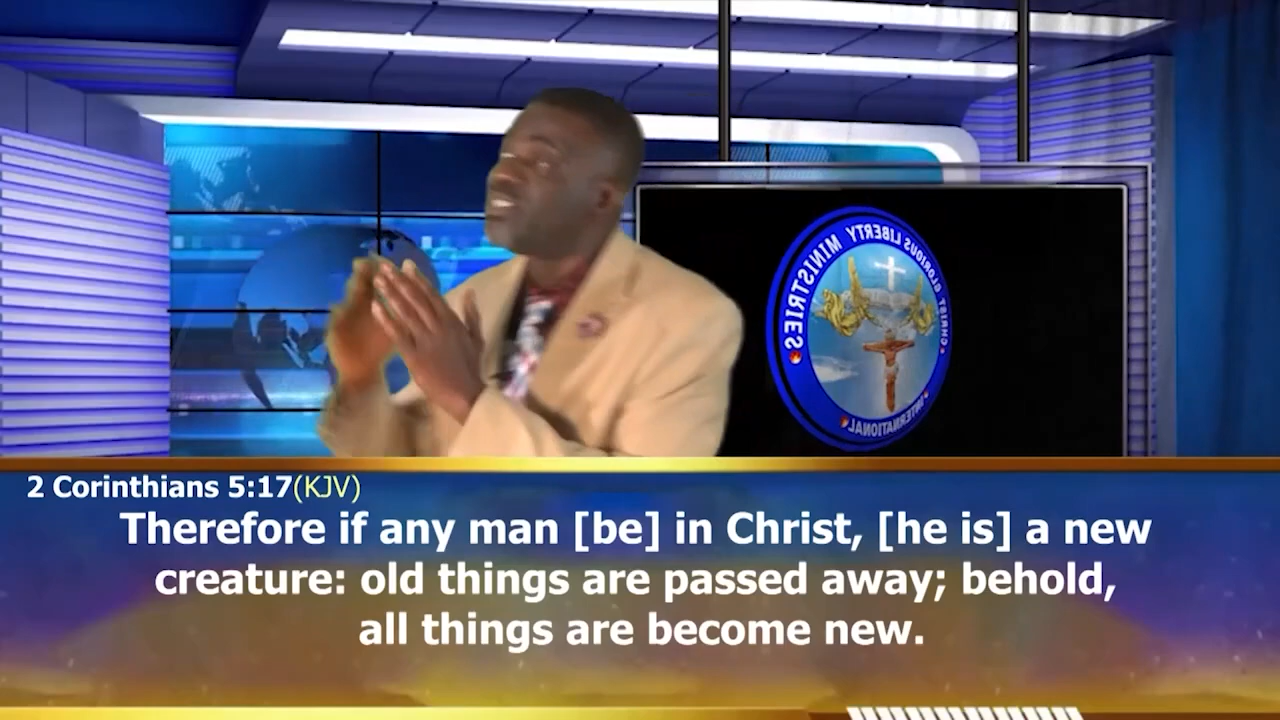 CHRIST GLORIOUS LIBERTY MINISTRIES
INTERNATIONAL
2 Corinthians 5:17(KJV)
Therefore if any man [be] in Christ, [he is] a new
creature: old things are passed away; behold,
all things are become new.